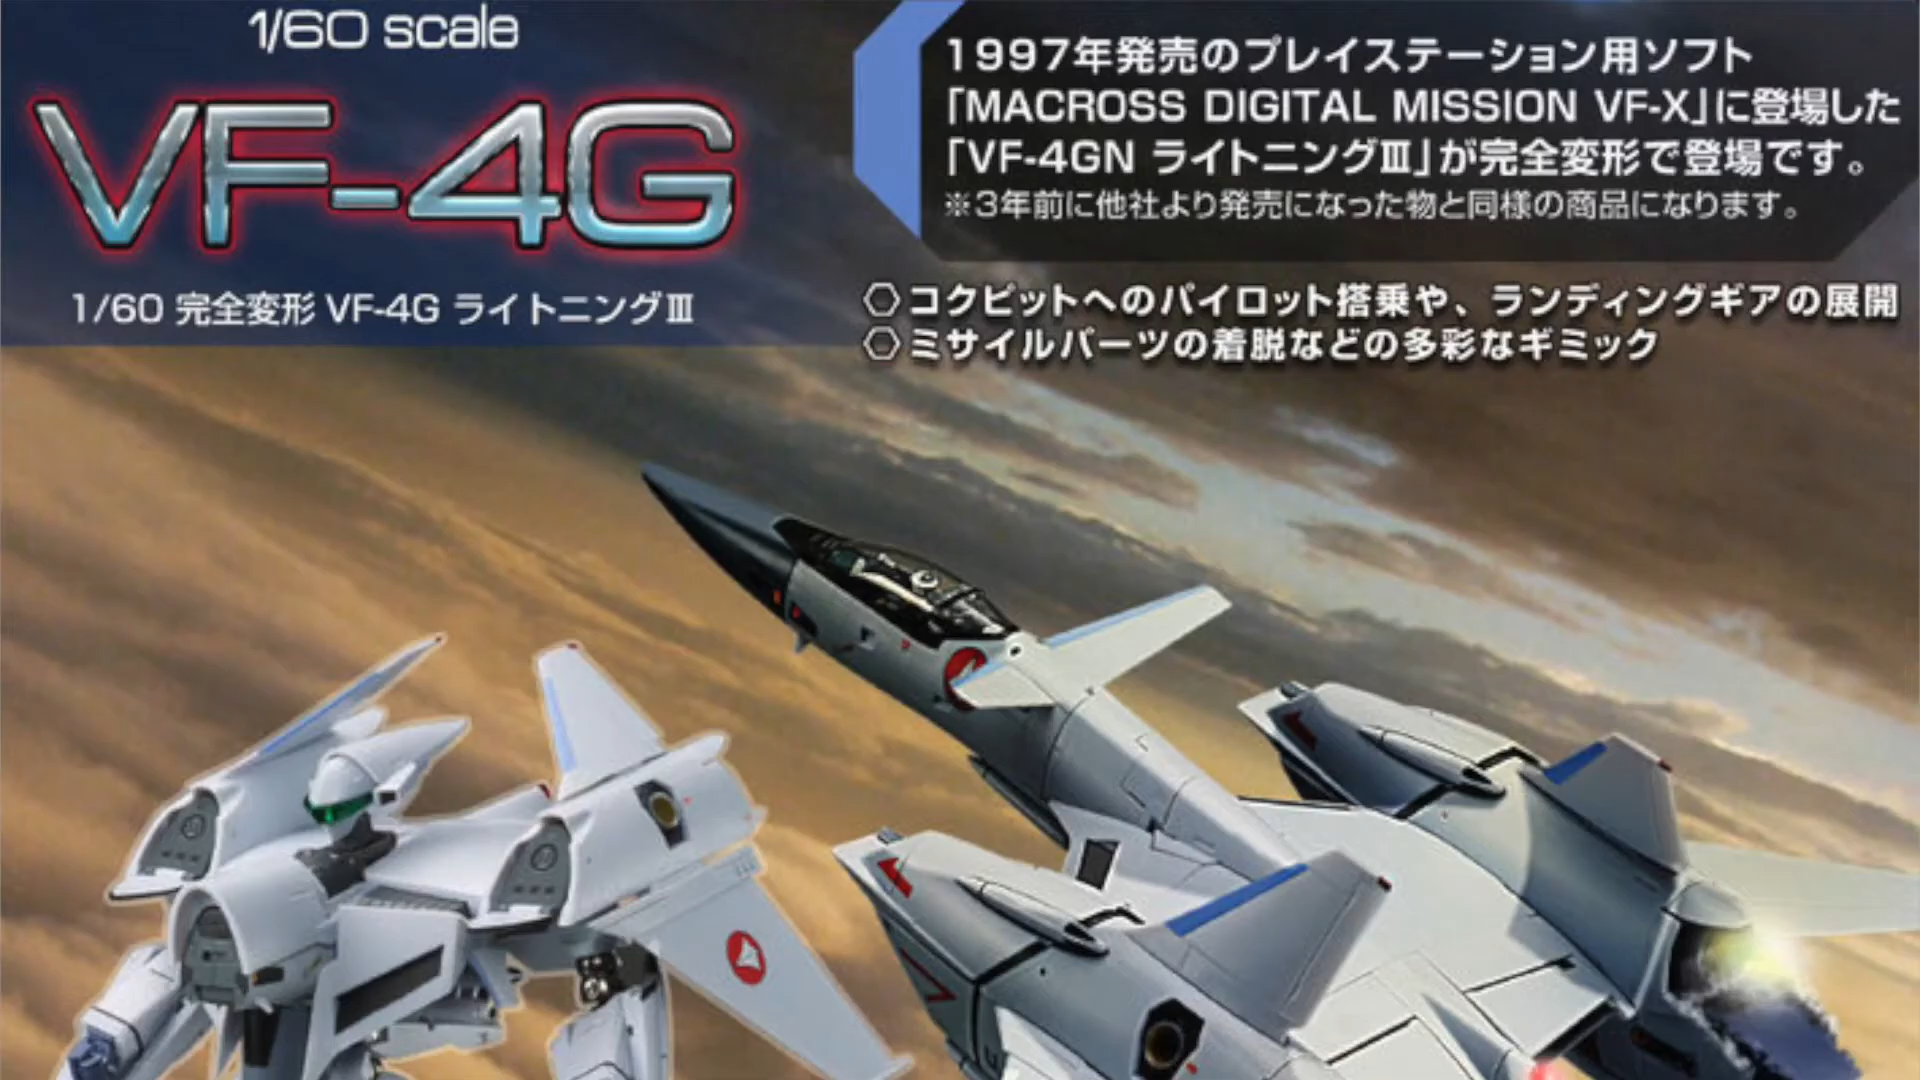 1/60 scale
VF-4G
1/60 完全変形 VF-4G ライトニングⅢ
1997年発売のプレイステーション用ソフト
「MACROSS DIGITAL MISSION VF-X」に登場した
「VF-4GN ライトニングⅢ」が完全変形で登場です。
※3年前に他社より発売になった物と同様の商品になります。
⬡コクピットへのパイロット搭乗や、ランディングギアの展開
⬡ミサイルパーツの着脱などの多彩なギミック